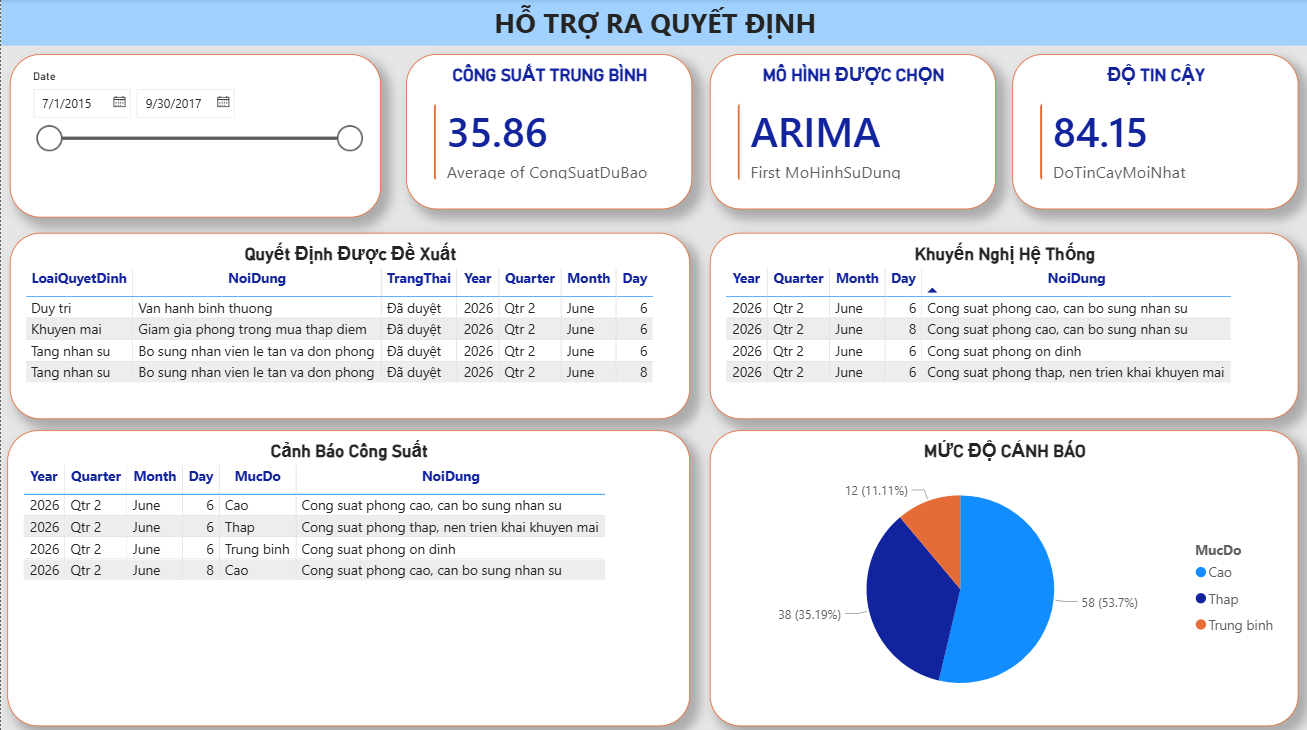 HỖ TRỢ RA QUYẾT ĐỊNH
Date
7/1/2015 9/30/2017
CÔNG SUẤT TRUNG BÌNH
35.86
Average of CongSuatDuBao
MÔ HÌNH ĐƯỢC CHỌN
ARIMA
First MoHinhSuDung
ĐỘ TIN CẬY
84.15
DoTinCayMoiNhat
Quyết Định Được Đề Xuất
LoaiQuyetDinh NoiDung TrangThai Year Quarter Month Day
Duy tri Van hanh binh thuong Đã duyệt 2026 Qtr 2 June 6
Khuyen mai Giam gia phong trong mua thap diem Đã duyệt 2026 Qtr 2 June 6
Tang nhan su Bo sung nhan vien le tan va don phong Đã duyệt 2026 Qtr 2 June 6
Tang nhan su Bo sung nhan vien le tan va don phong Đã duyệt 2026 Qtr 2 June 8
Khuyến Nghị Hệ Thống
Year Quarter Month Day NoiDung
2026 Qtr 2 June 6 Cong suat phong cao, can bo sung nhan su
2026 Qtr 2 June 8 Cong suat phong cao, can bo sung nhan su
2026 Qtr 2 June 6 Cong suat phong on dinh
2026 Qtr 2 June 6 Cong suat phong thap, nen trien khai khuyen mai
Cảnh Báo Công Suất
Year Quarter Month Day MucDo NoiDung
2026 Qtr 2 June 6 Cao Cong suat phong cao, can bo sung nhan su
2026 Qtr 2 June 6 Thap Cong suat phong thap, nen trien khai khuyen mai
2026 Qtr 2 June 6 Trung binh Cong suat phong on dinh
2026 Qtr 2 June 8 Cao Cong suat phong cao, can bo sung nhan su
MỨC ĐỘ CẢNH BÁO
12 (11.11%)
38 (35.19%)
58 (53.7%)
MucDo
Cao
Thap
Trung binh